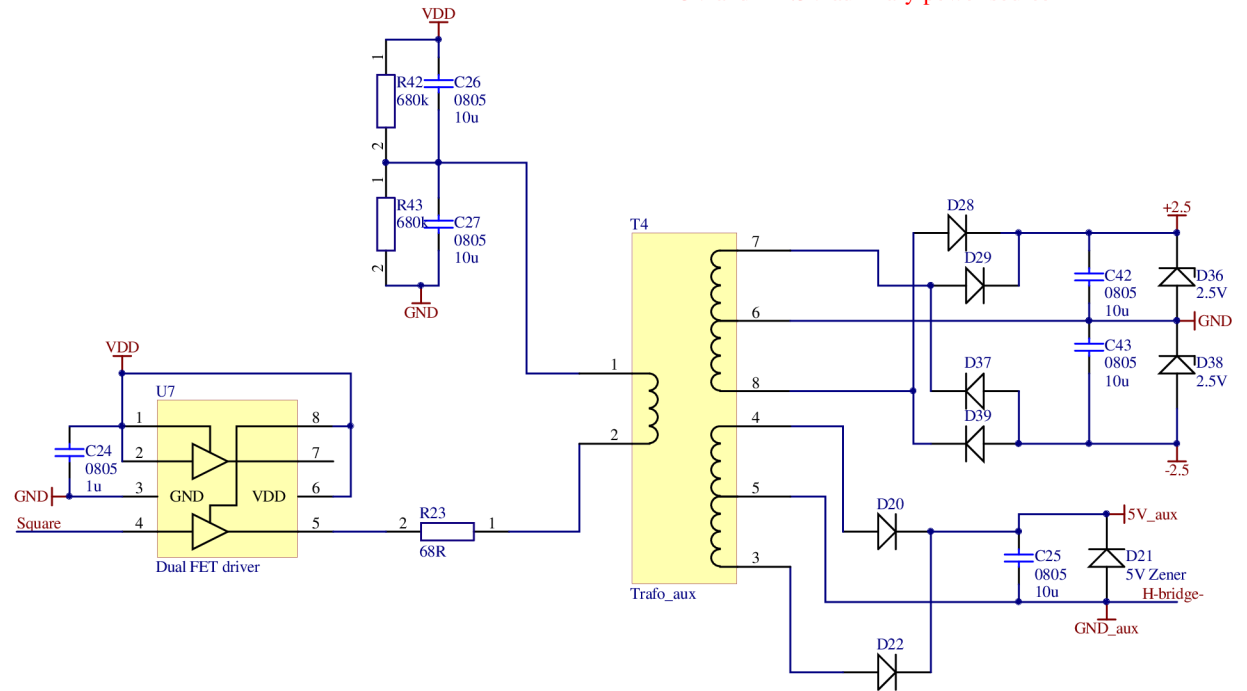 VDD
1
R42
680k
2
C26
0805
10u
1
R43
680k
2
C27
0805
10u
GND
VDD
U7
1
2
3
4
GND
VDD
8
7
6
5
C24
0805
1u
GND
Square
Dual FET driver
2
R23
1
68R
T4
1
2
7
6
8
4
5
3
Trafo_aux
D28
D29
D37
D39
+2.5
C42
0805
10u
D36
2.5V
GND
C43
0805
10u
D38
2.5V
-2.5
D20
D22
C25
0805
10u
5V_aux
D21
5V Zener
H-bridge-
GND_aux